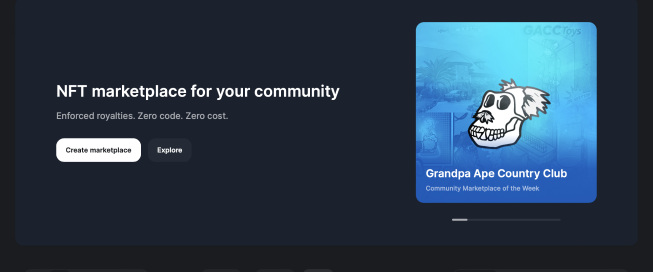 GACC Toys
NFT marketplace for your community
Enforced royalties. Zero code. Zero cost.
Create marketplace
Explore
Grandpa Ape Country Club
Community Marketplace of the Week